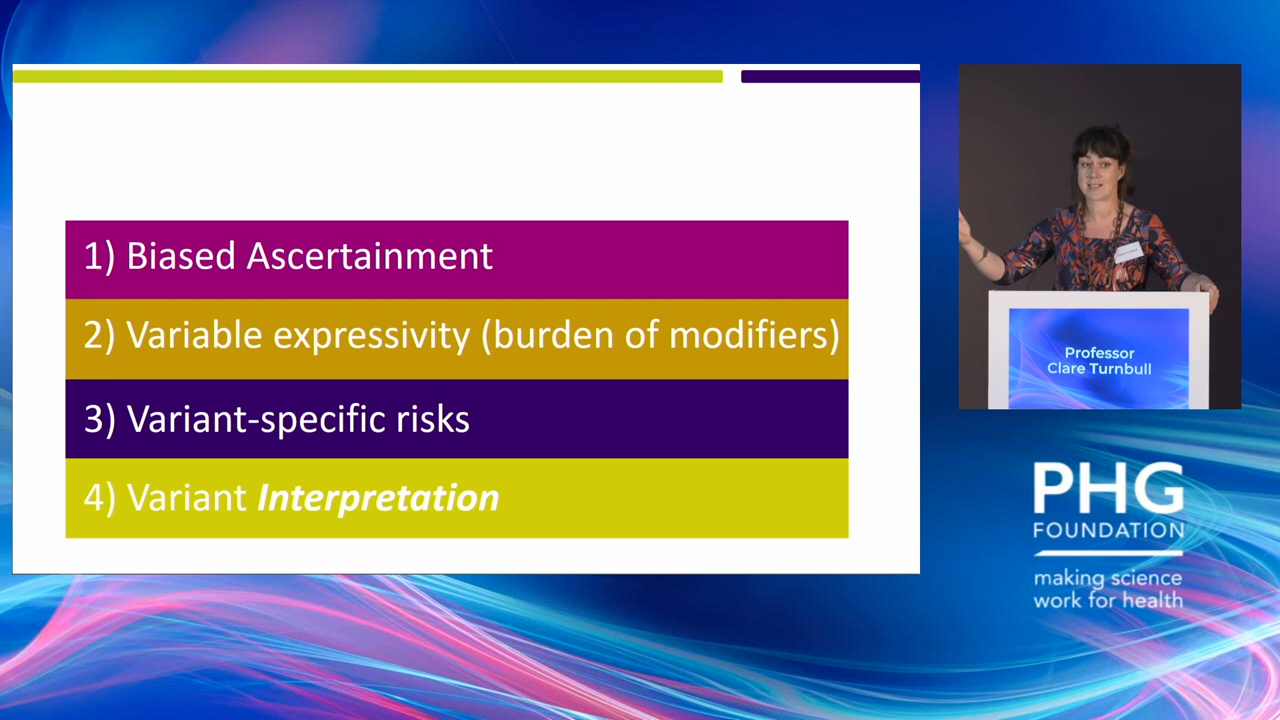 1) Biased Ascertainment
2) Variable expressivity (burden of modifiers)
3) Variant-specific risks
4) Variant Interpretation
Professor
Clare Turnbull
PHG
FOUNDATION
making science
work for health